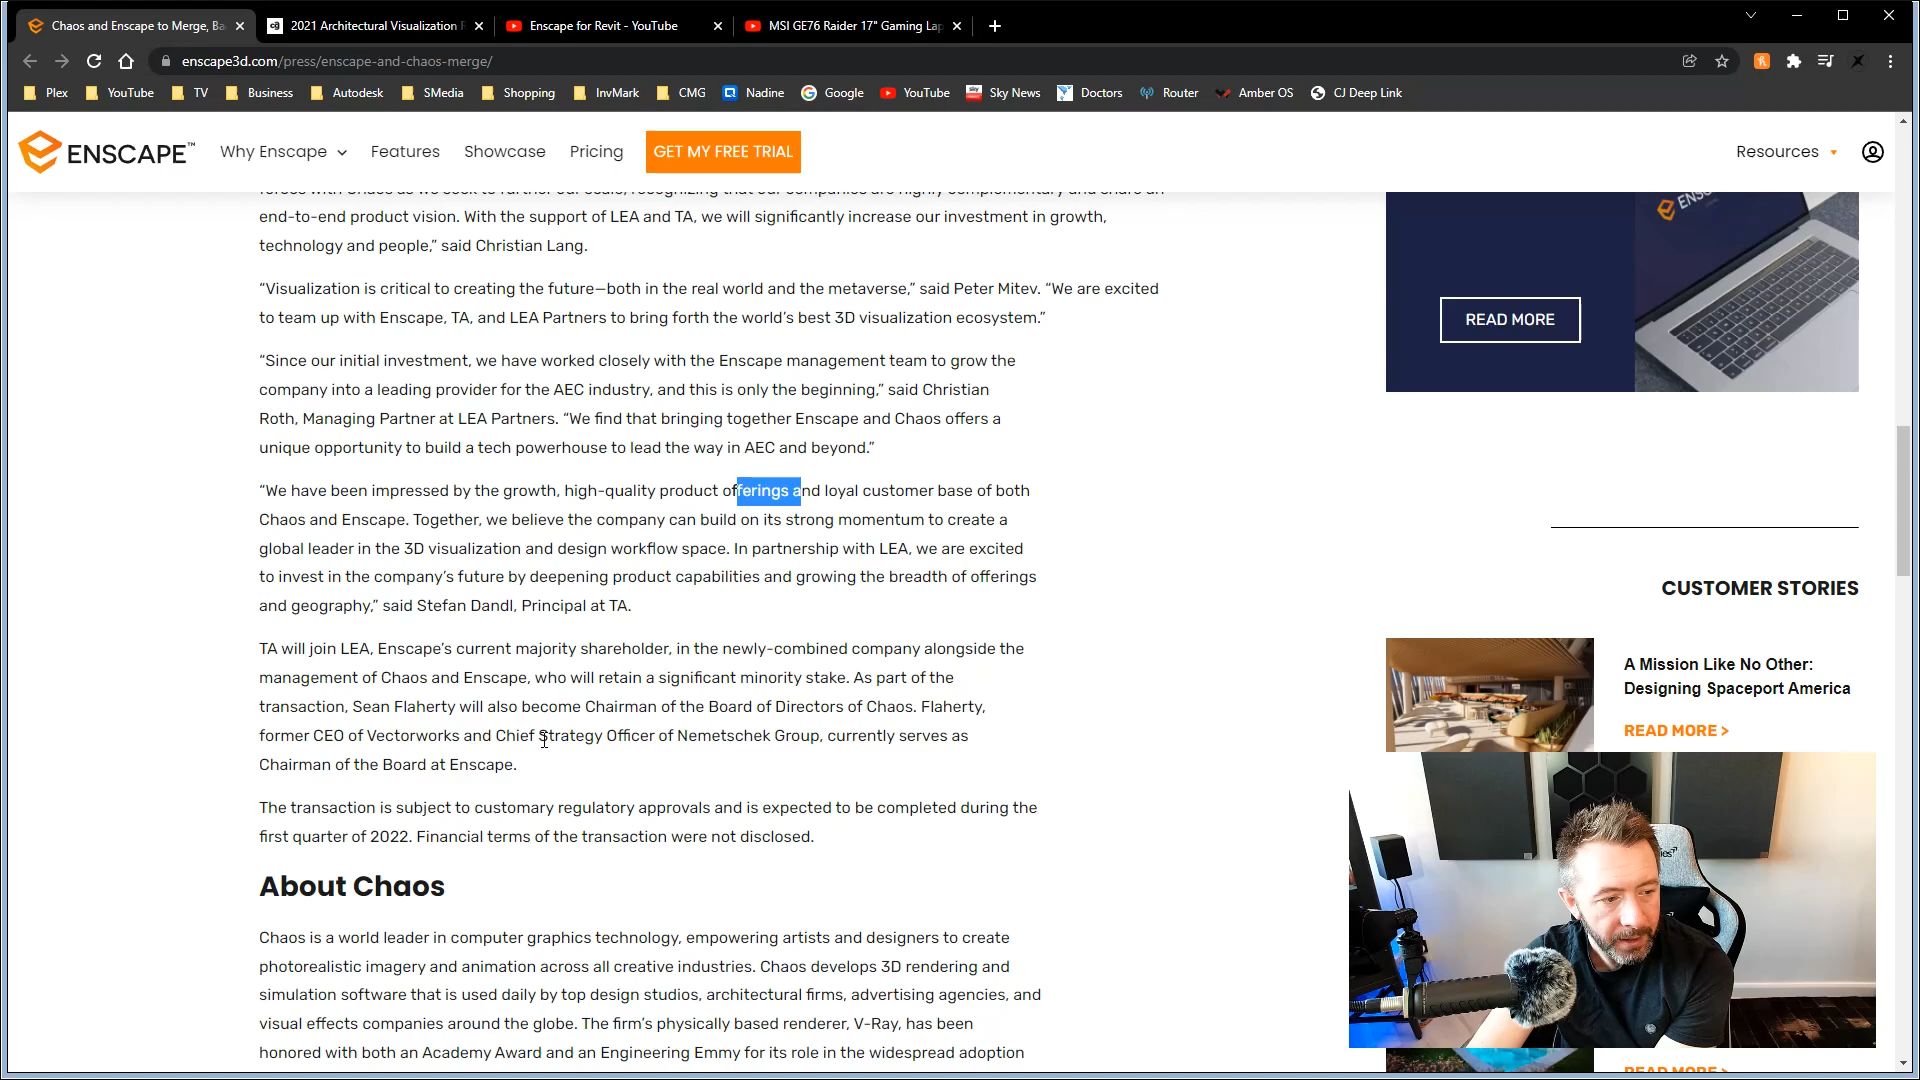 Chaos and Enscape to Merge, Ba
2021 Architectural Visualization R
Enscape for Revit - YouTube
MSI GE76 Raider 17" Gaming Lap
enscape3d.com/press/enscape-and-chaos-merge/
Plex
YouTube
TV
Business
Autodesk
SMedia
Shopping
InvMark
CMG
Nadine
Google
YouTube
Sky News
Doctors
Router
Amber OS
CJ Deep Link
ENSCAPE™
Why Enscape
Features
Showcase
Pricing
GET MY FREE TRIAL
Resources
forces with Chaos as we seek to further our scale, recognizing that our companies are highly complementary and share an
end-to-end product vision. With the support of LEA and TA, we will significantly increase our investment in growth,
technology and people,” said Christian Lang.
“Visualization is critical to creating the future—both in the real world and the metaverse,” said Peter Mitev. “We are excited
to team up with Enscape, TA, and LEA Partners to bring forth the world’s best 3D visualization ecosystem.”
“Since our initial investment, we have worked closely with the Enscape management team to grow the
company into a leading provider for the AEC industry, and this is only the beginning,” said Christian
Roth, Managing Partner at LEA Partners. “We find that bringing together Enscape and Chaos offers a
unique opportunity to build a tech powerhouse to lead the way in AEC and beyond.”
“We have been impressed by the growth, high-quality product offerings and loyal customer base of both
Chaos and Enscape. Together, we believe the company can build on its strong momentum to create a
global leader in the 3D visualization and design workflow space. In partnership with LEA, we are excited
to invest in the company’s future by deepening product capabilities and growing the breadth of offerings
and geography,” said Stefan Dandl, Principal at TA.
TA will join LEA, Enscape’s current majority shareholder, in the newly-combined company alongside the
management of Chaos and Enscape, who will retain a significant minority stake. As part of the
transaction, Sean Flaherty will also become Chairman of the Board of Directors of Chaos. Flaherty,
former CEO of Vectorworks and Chief Strategy Officer of Nemetschek Group, currently serves as
Chairman of the Board at Enscape.
The transaction is subject to customary regulatory approvals and is expected to be completed during the
first quarter of 2022. Financial terms of the transaction were not disclosed.
About Chaos
Chaos is a world leader in computer graphics technology, empowering artists and designers to create
photorealistic imagery and animation across all creative industries. Chaos develops 3D rendering and
simulation software that is used daily by top design studios, architectural firms, advertising agencies, and
visual effects companies around the globe. The firm’s physically based renderer, V-Ray, has been
honored with both an Academy Award and an Engineering Emmy for its role in the widespread adoption
READ MORE
CUSTOMER STORIES
A Mission Like No Other:
Designing Spaceport America
READ MORE >
READ MORE >